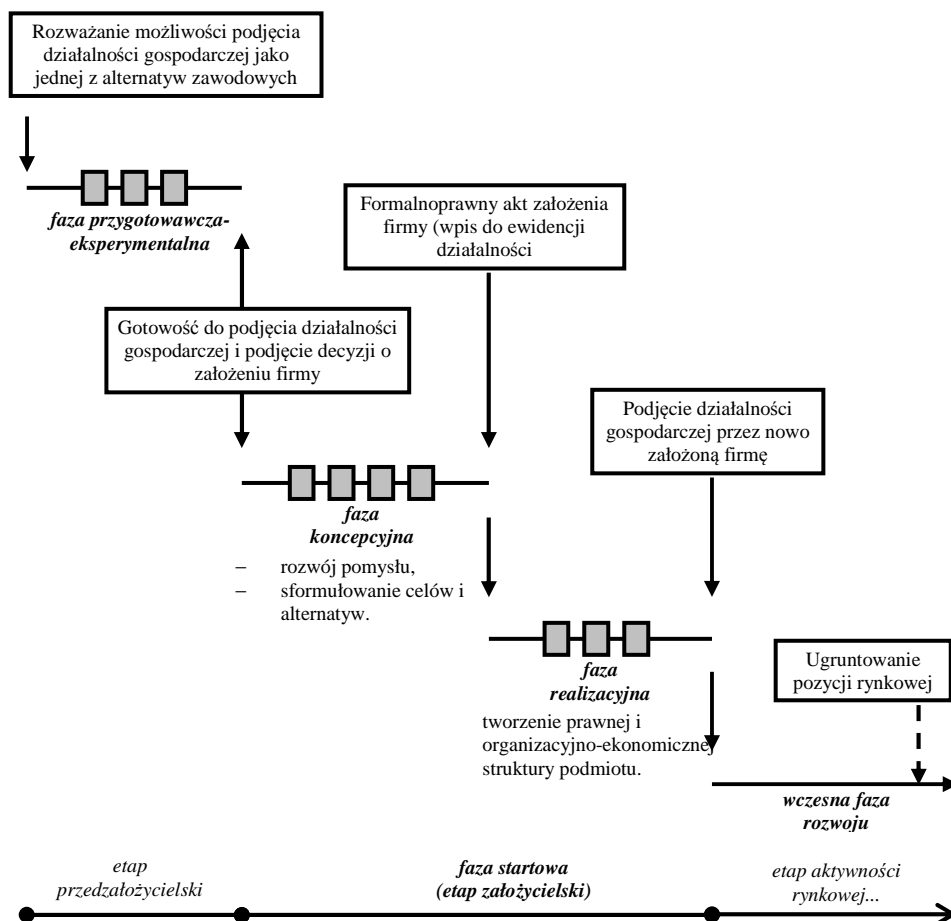 Rozważanie możliwości podjęcia
działalności gospodarczej jako
jednej z alternatyw zawodowych
faza przygotowawcza-
eksperymentalna
Formalnoprawny akt założenia
firmy (wpis do ewidencji
działalności
Gotowość do podjęcia działalności
gospodarczej i podjęcie decyzji o
założeniu firmy
Podjęcie działalności
gospodarczej przez nowo
założoną firmę
faza
koncepcyjna
– rozwój pomysłu,
– sformułowanie celów i
alternatyw.
faza
realizacyjna
tworzenie prawnej i
organizacyjno-ekonomicznej
struktury podmiotu.
Ugruntowanie
pozycji rynkowej
wczesna faza
rozwoju
etap
przedzałożycielski
faza startowa
(etap założycielski)
etap aktywności
rynkowej...